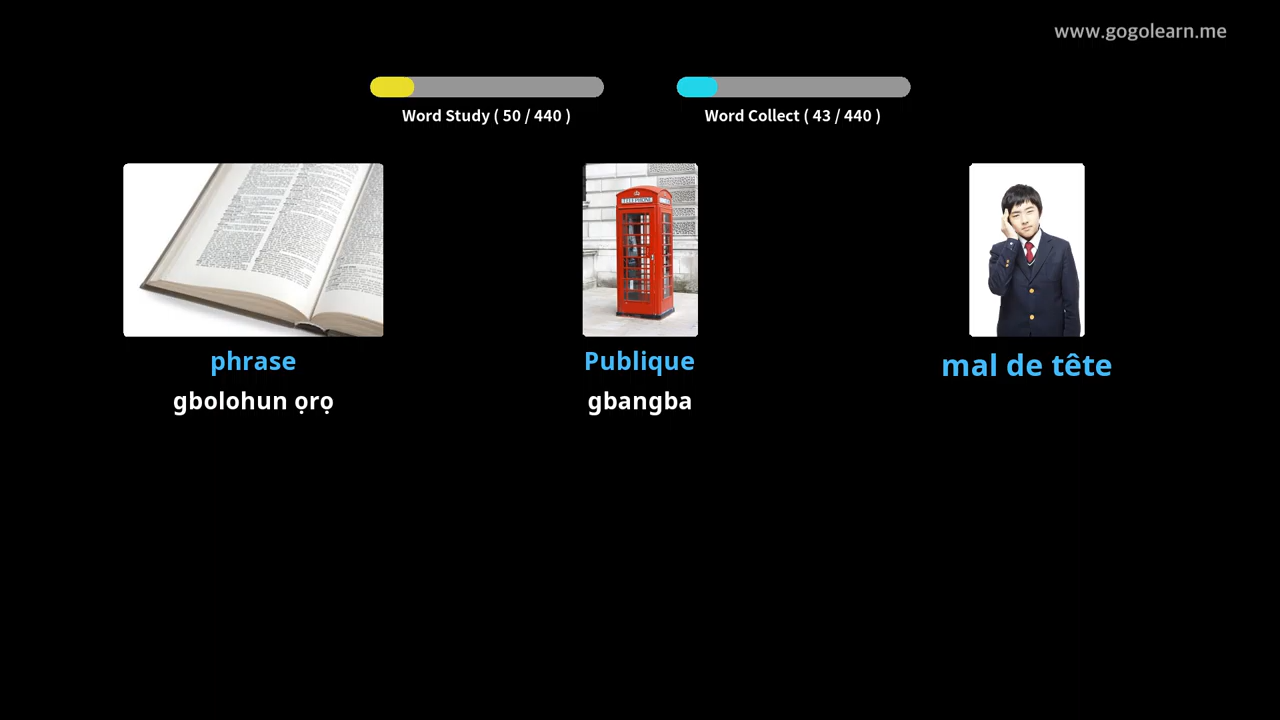 www.gogolearn.me
Word Study ( 50 / 440 )
Word Collect ( 43 / 440 )
TELEPHONE
phrase
Publique
mal de tête
gbolohun ọrọ
gbangba